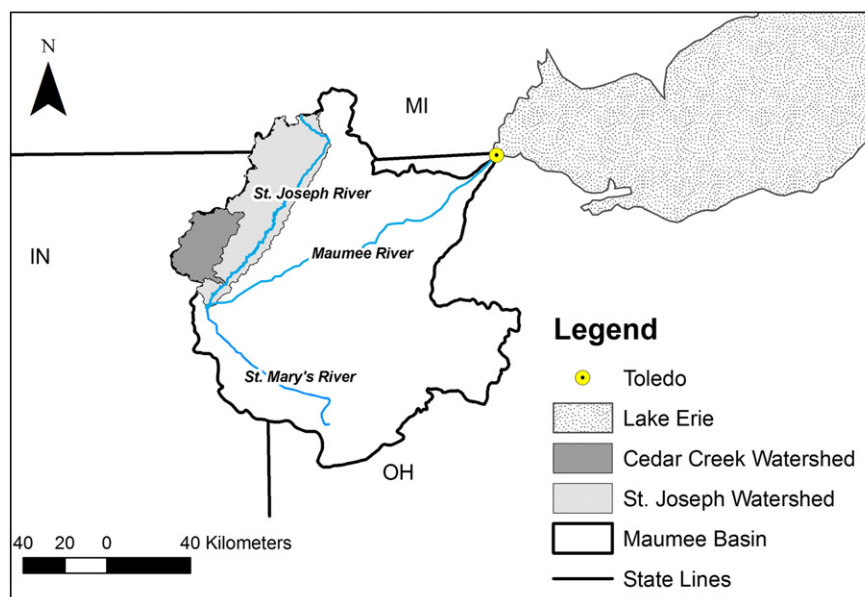 N
MI
St. Joseph River
IN
Maumee River
St. Mary's River
OH
40 20 0 40 Kilometers
Legend
Toledo
Lake Erie
Cedar Creek Watershed
St. Joseph Watershed
Maumee Basin
State Lines